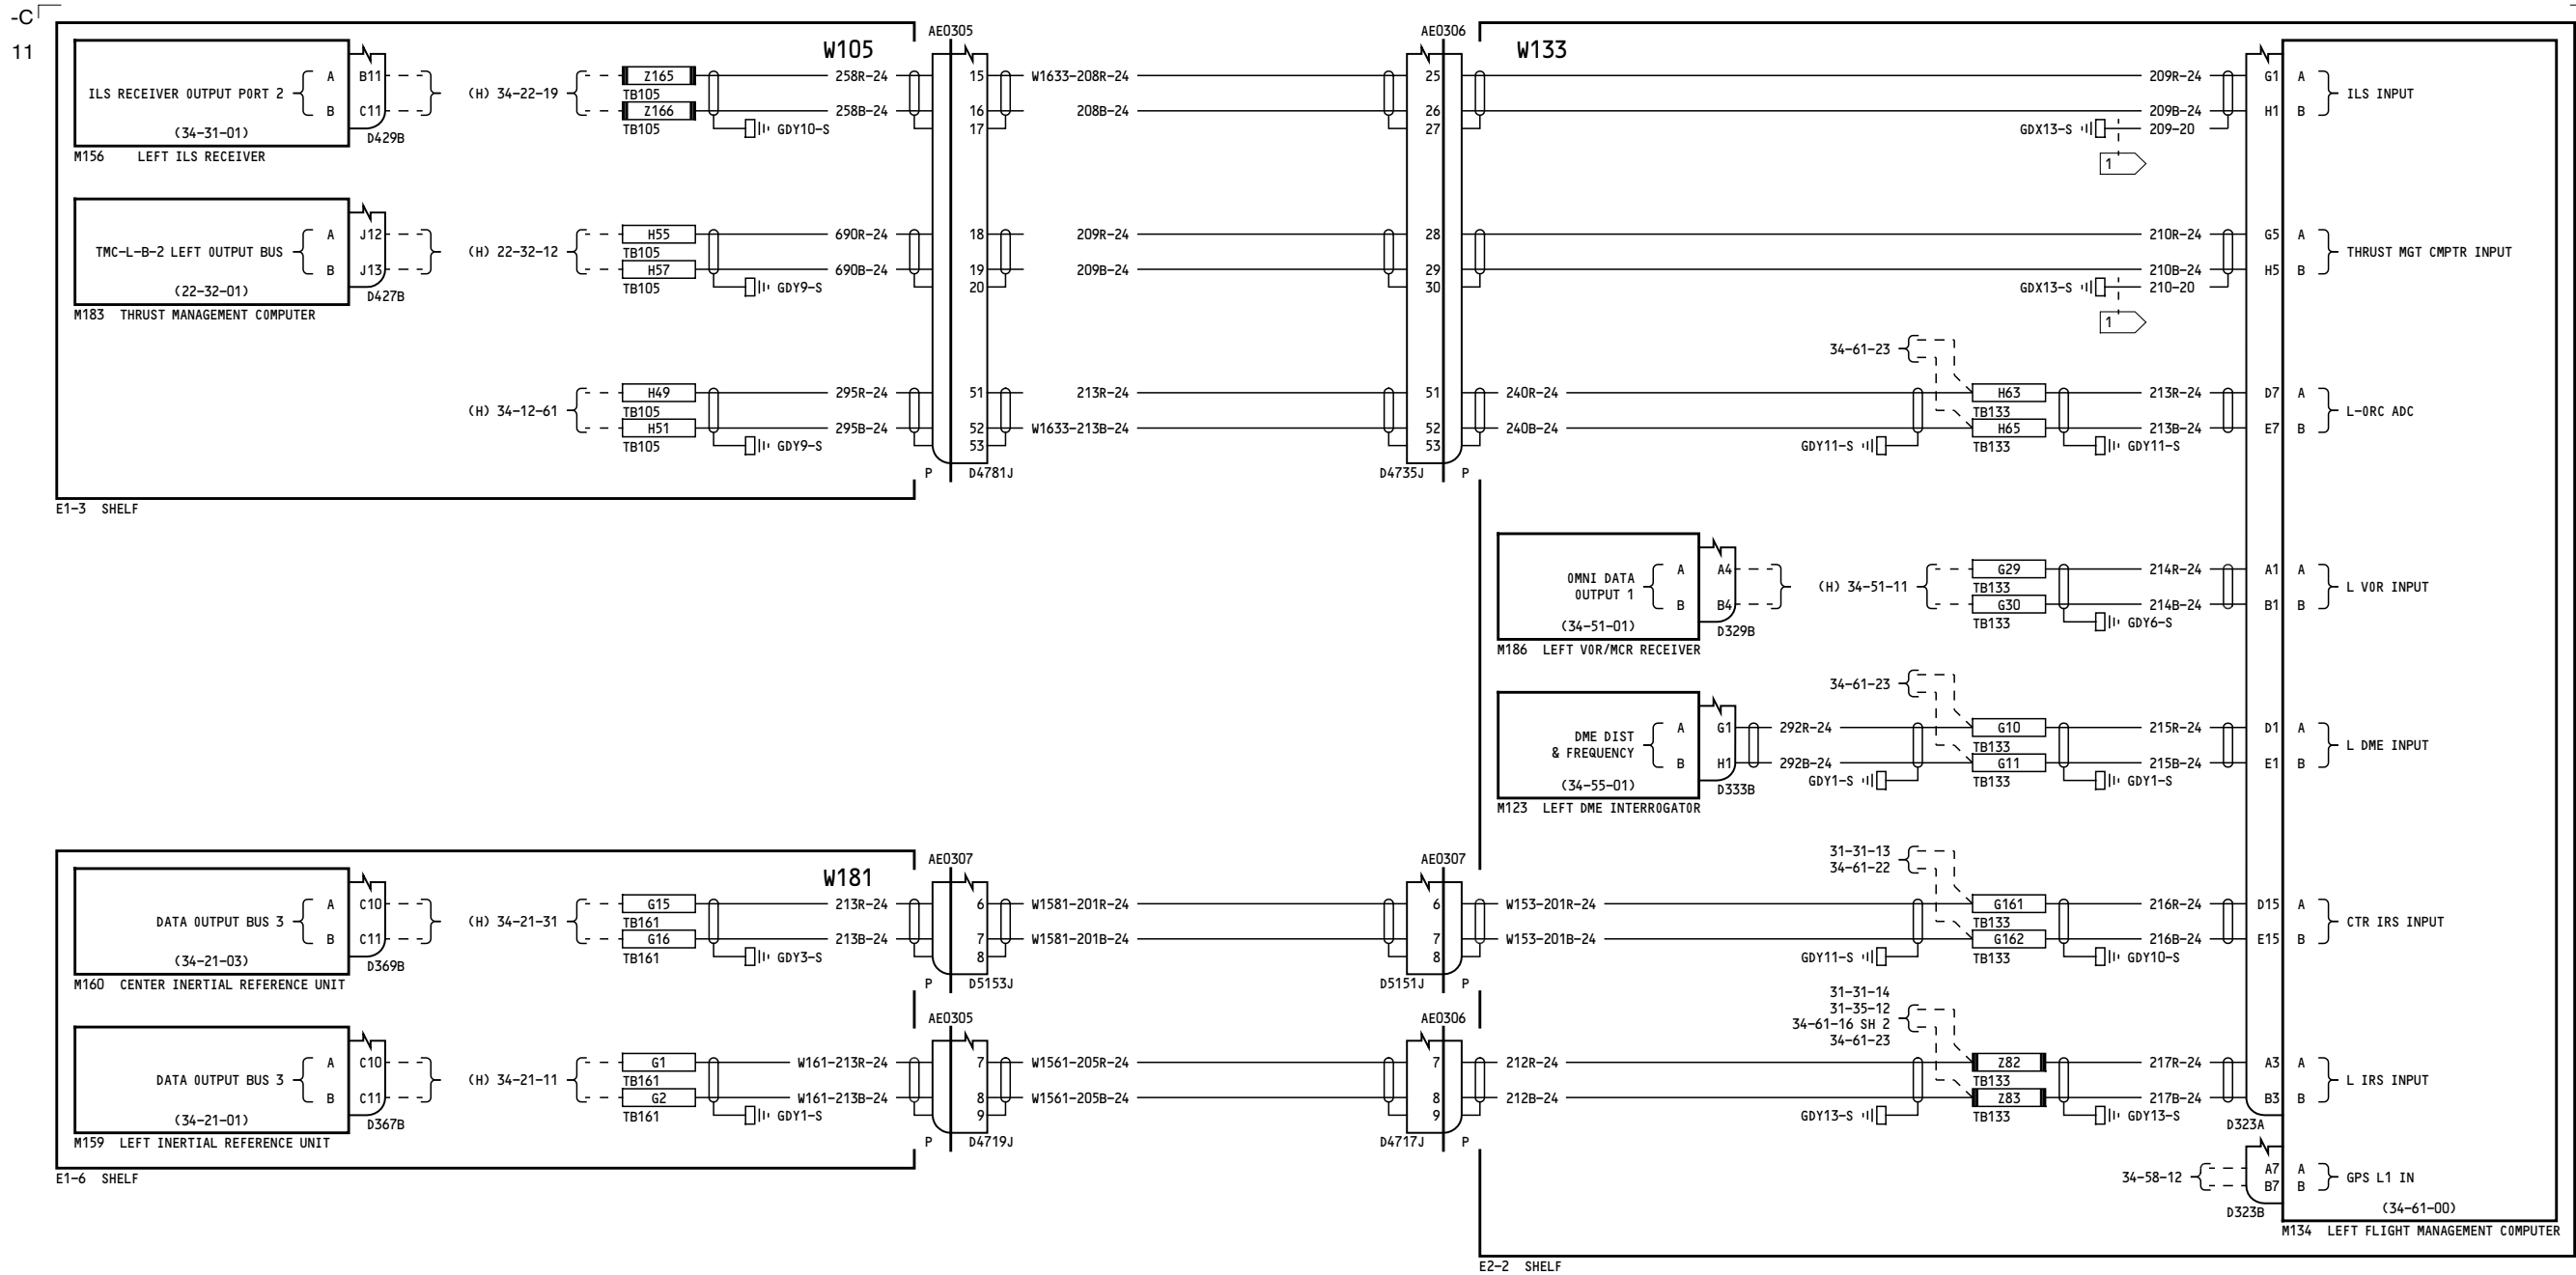 -C
11
W105
AE0305
AE0306
W133
ILS RECEIVER OUTPUT PORT 2
A
B
B11
C11
(34-31-01)
D429B
M156 LEFT ILS RECEIVER
(H) 34-22-19
Z165
TB105
Z166
TB105
GDY10-S
258R-24
258B-24
15
16
17
W1633-208R-24
208B-24
25
26
27
209R-24
209B-24
GDX13-S
209-20
1
G1 A
H1 B
ILS INPUT
TMC-L-B-2 LEFT OUTPUT BUS
A
B
J12
J13
(22-32-01)
D427B
M183 THRUST MANAGEMENT COMPUTER
(H) 22-32-12
H55
TB105
H57
TB105
GDY9-S
690R-24
690B-24
18
19
20
209R-24
209B-24
28
29
30
210R-24
210B-24
GDX13-S
210-20
1
G5 A
H5 B
THRUST MGT CMPTR INPUT
(H) 34-12-61
H49
TB105
H51
TB105
GDY9-S
295R-24
295B-24
51
52
53
P
D4781J
213R-24
W1633-213B-24
51
52
53
D4735J
P
240R-24
240B-24
34-61-23
GDY11-S
H63
TB133
H65
TB133
GDY11-S
213R-24
213B-24
D7 A
E7 B
L-ORC ADC
E1-3 SHELF
OMNI DATA
OUTPUT 1
A
B
A4
B4
(34-51-01)
D329B
M186 LEFT VOR/MCR RECEIVER
(H) 34-51-11
G29
TB133
G30
TB133
GDY6-S
214R-24
214B-24
A1 A
B1 B
L VOR INPUT
DME DIST
& FREQUENCY
A
B
G1
H1
(34-55-01)
D333B
M123 LEFT DME INTERROGATOR
292R-24
292B-24
34-61-23
GDY1-S
G10
TB133
G11
TB133
GDY1-S
215R-24
215B-24
D1 A
E1 B
L DME INPUT
W181
AE0307
AE0307
DATA OUTPUT BUS 3
A
B
C10
C11
(34-21-03)
D369B
M160 CENTER INERTIAL REFERENCE UNIT
(H) 34-21-31
G15
TB161
G16
TB161
GDY3-S
213R-24
213B-24
6
7
8
P
D5153J
W1581-201R-24
W1581-201B-24
6
7
8
D5151J
P
W153-201R-24
W153-201B-24
31-31-13
34-61-22
GDY11-S
G161
TB133
G162
TB133
GDY10-S
216R-24
216B-24
D15 A
E15 B
CTR IRS INPUT
AE0305
AE0306
DATA OUTPUT BUS 3
A
B
C10
C11
(34-21-01)
D367B
M159 LEFT INERTIAL REFERENCE UNIT
(H) 34-21-11
G1
TB161
G2
TB161
GDY1-S
W161-213R-24
W161-213B-24
7
8
9
P
D4719J
W1561-205R-24
W1561-205B-24
7
8
9
D4717J
P
212R-24
212B-24
31-31-14
31-35-12
34-61-16 SH 2
34-61-23
GDY13-S
Z82
TB133
Z83
TB133
GDY13-S
217R-24
217B-24
A3 A
B3 B
L IRS INPUT
D323A
E1-6 SHELF
34-58-12
A7 A
B7 B
GPS L1 IN
D323B
(34-61-00)
M134 LEFT FLIGHT MANAGEMENT COMPUTER
E2-2 SHELF